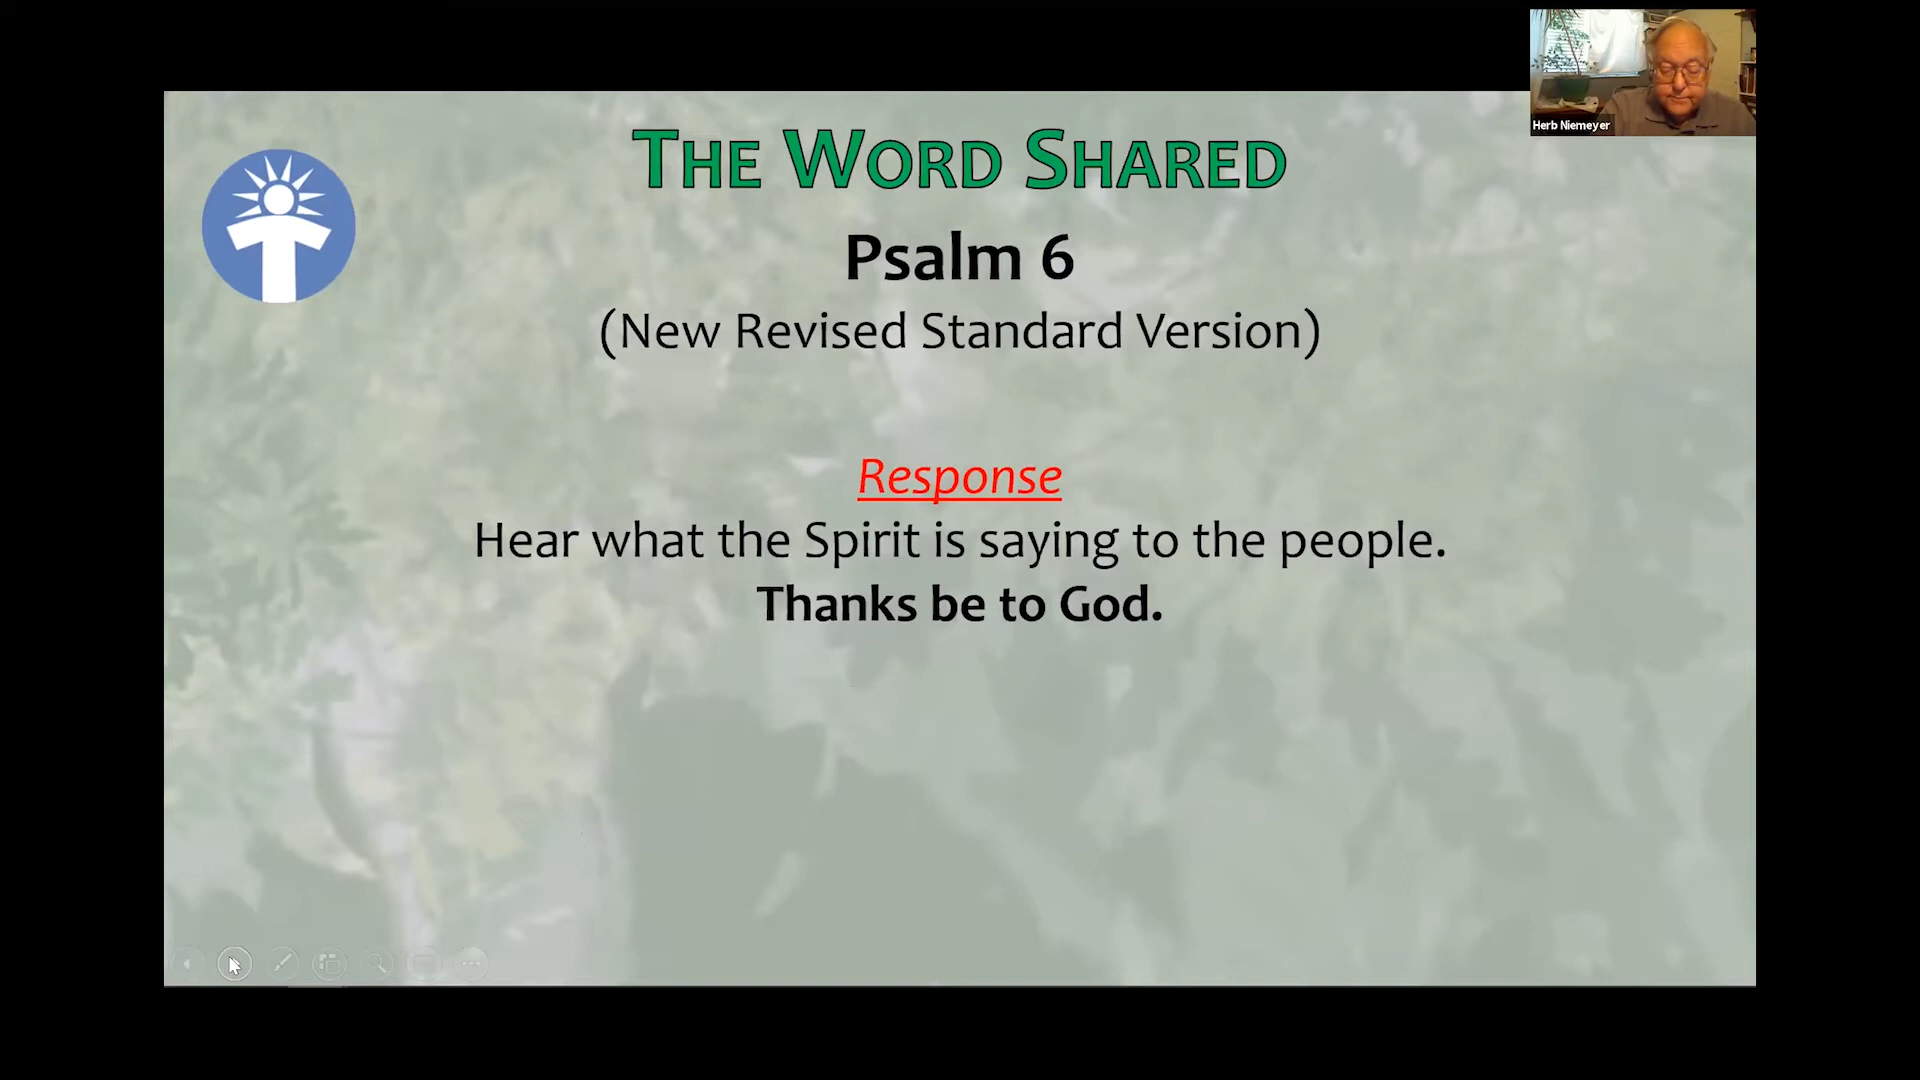 Herb Niemeyer
THE WORD SHARED
Psalm 6
(New Revised Standard Version)
Response
Hear what the Spirit is saying to the people.
Thanks be to God.